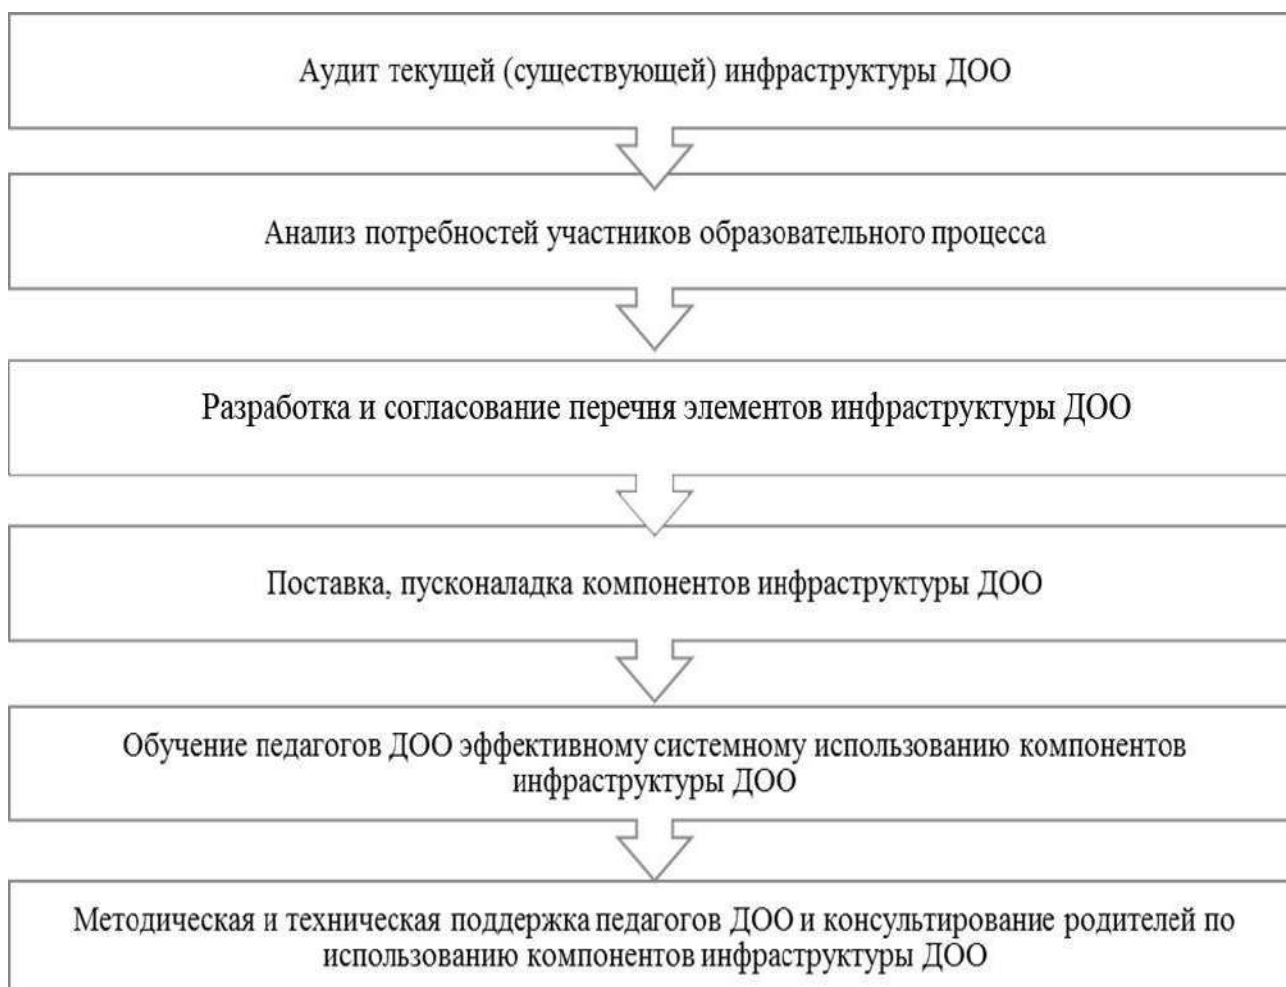 Аудит текущей (существующей) инфраструктуры ДОО
Анализ потребностей участников образовательного процесса
Разработка и согласование перечня элементов инфраструктуры ДОО
Поставка, пусконаладка компонентов инфраструктуры ДОО
Обучение педагогов ДОО эффективному системному использованию компонентов
инфраструктуры ДОО
Методическая и техническая поддержка педагогов ДОО и консультирование родителей по
использованию компонентов инфраструктуры ДОО